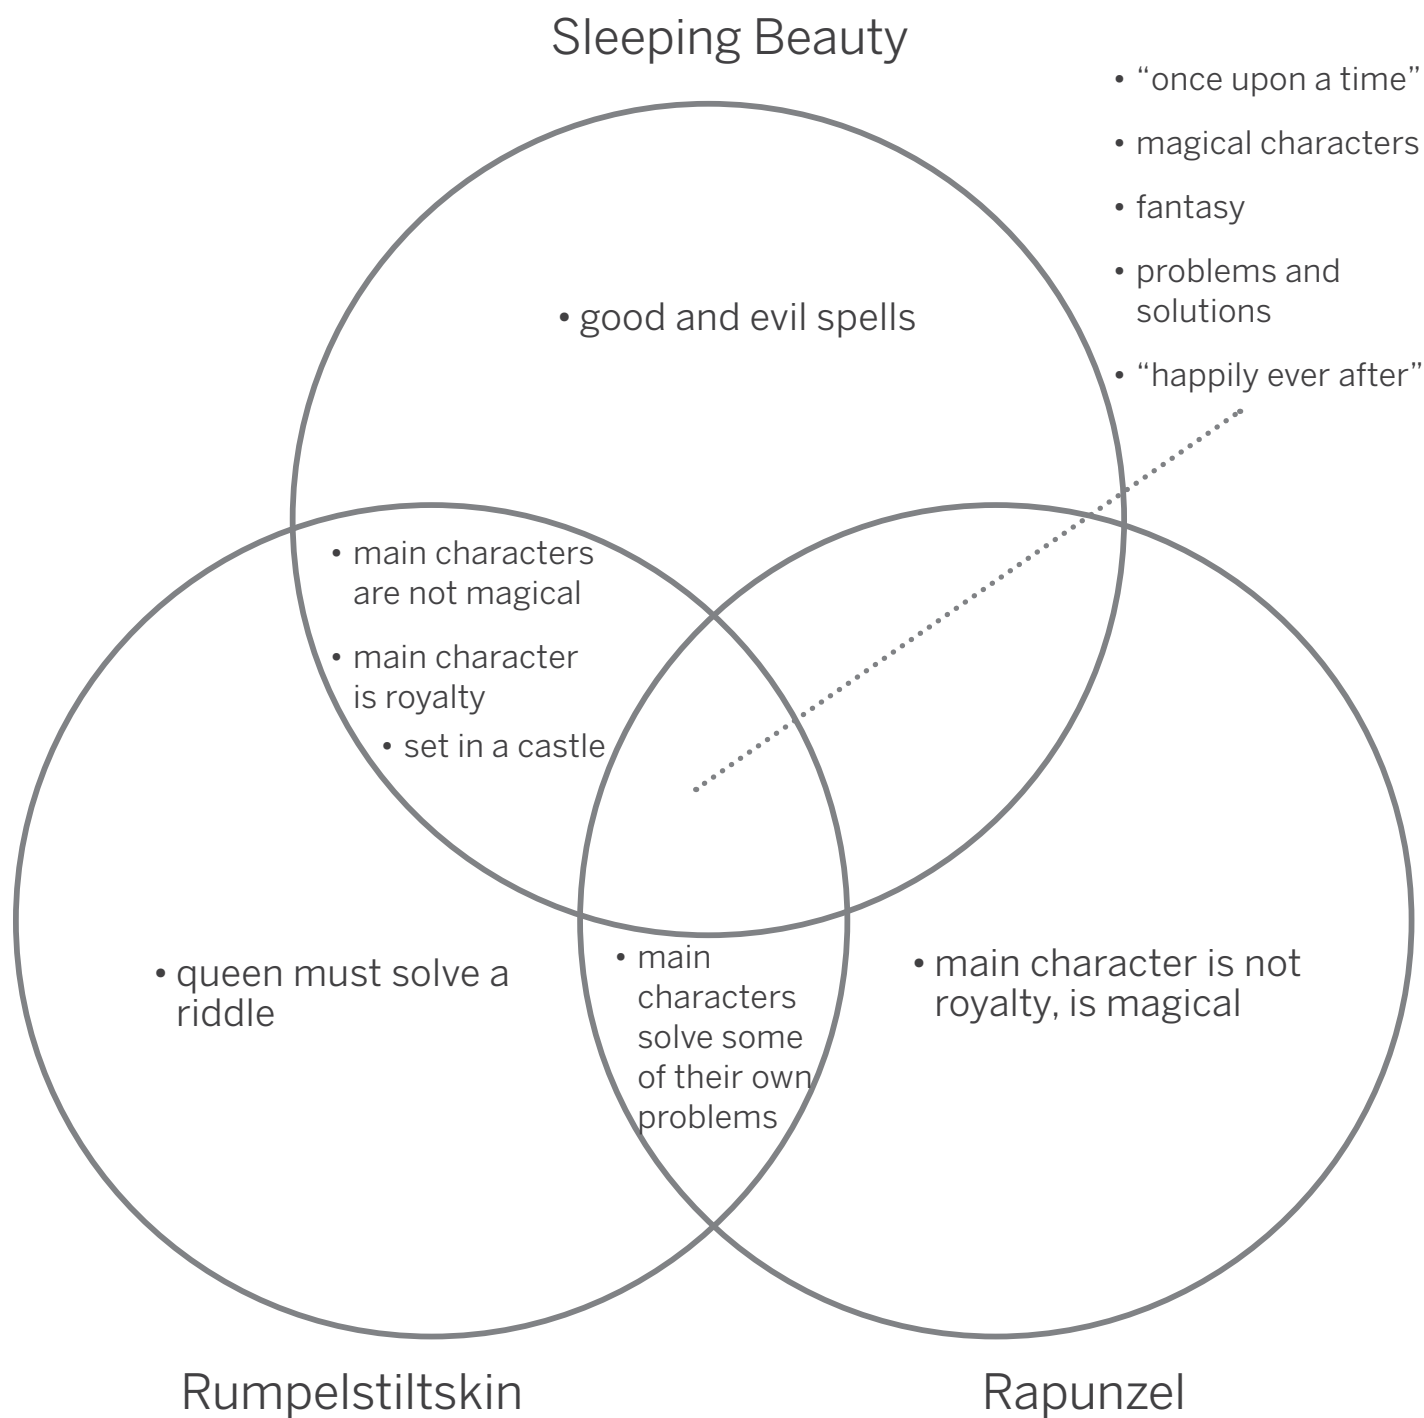 Sleeping Beauty
• “once upon a time”
• magical characters
• fantasy
• problems and
solutions
• “happily ever after”
• good and evil spells
• main characters
are not magical
• main character
is royalty
• set in a castle
• queen must solve a
riddle
• main
characters
solve some
of their own
problems
• main character is not
royalty, is magical
Rumpelstiltskin
Rapunzel